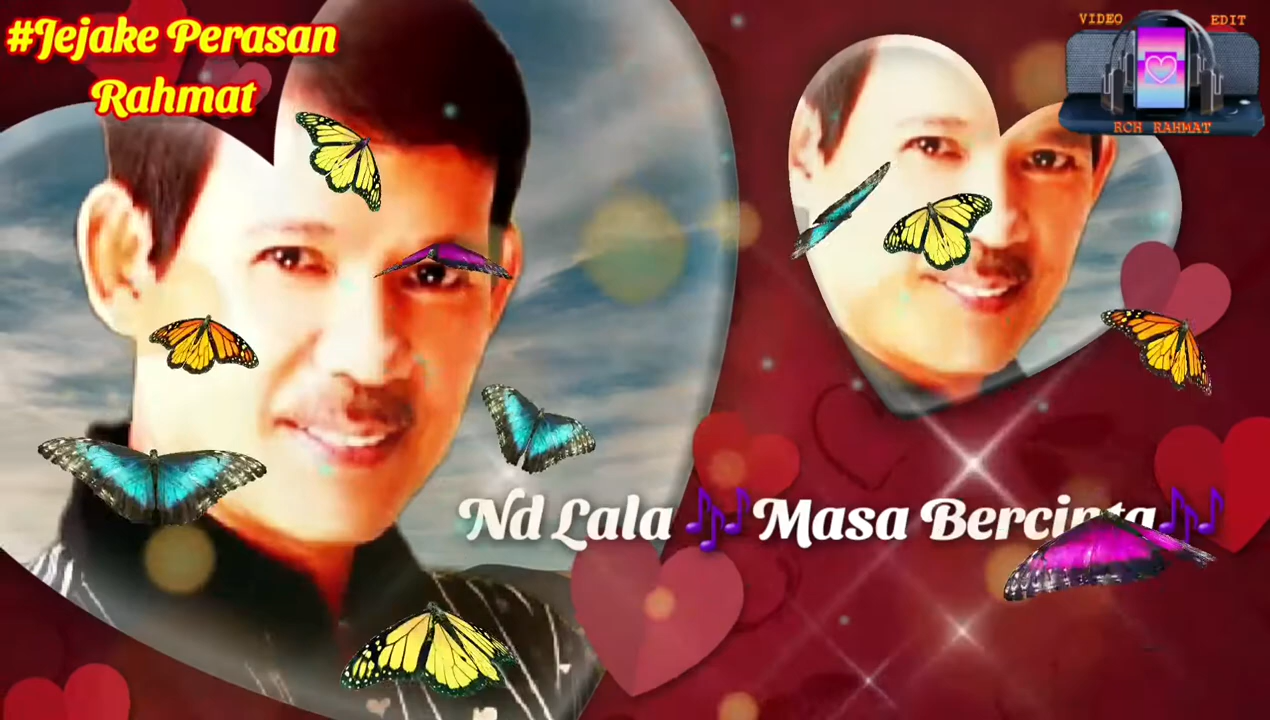 #Jejake Perasan
Rahmat
VIDEO EDIT
RCH RAHMAT
Nd Lala 🎶Masa Bercinta🎶